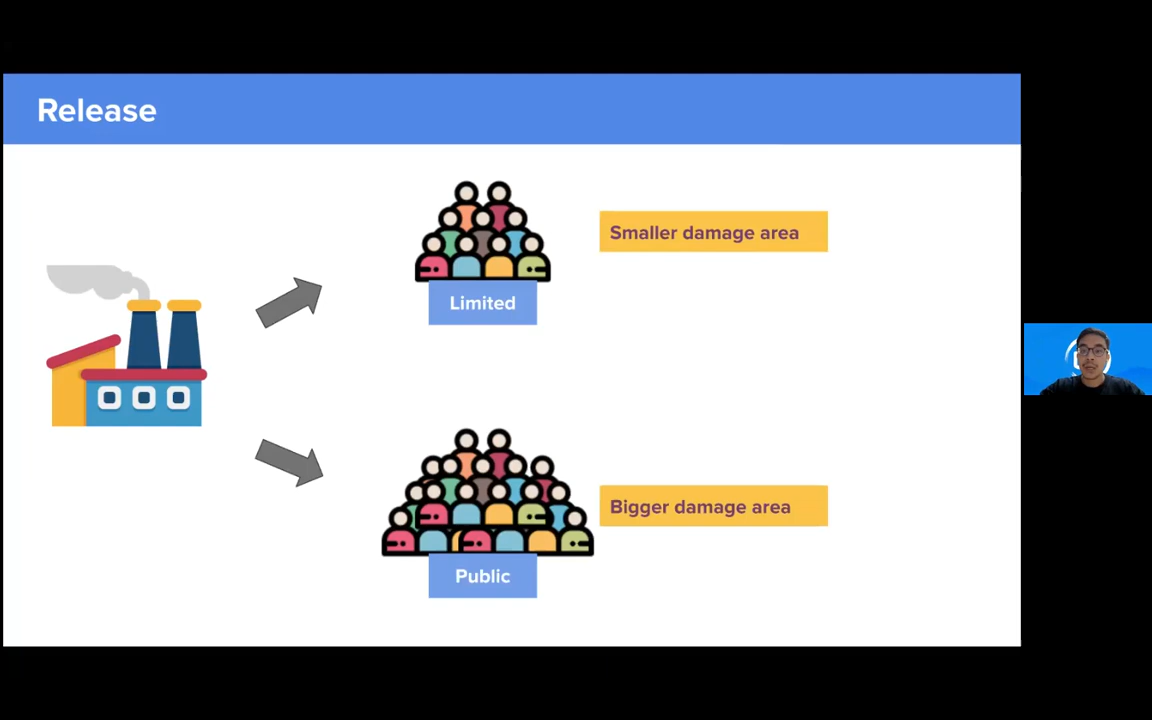 Release
Smaller damage area
Limited
Bigger damage area
Public